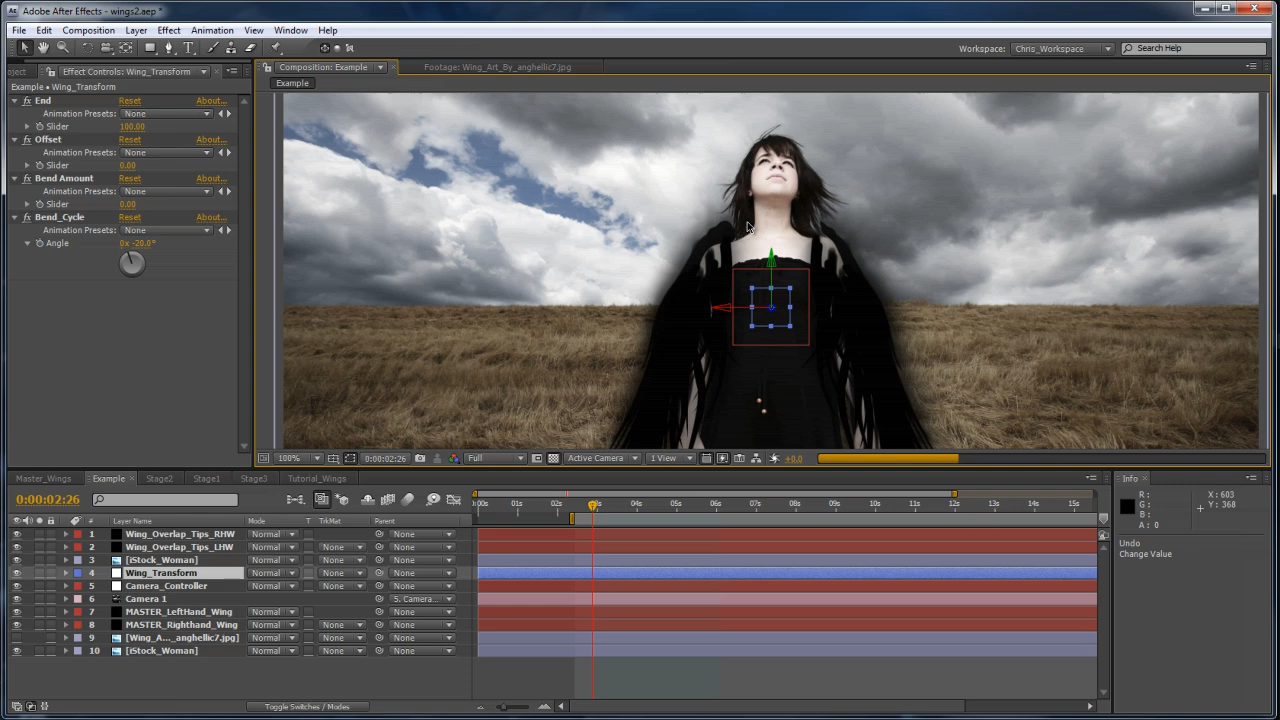 Adobe After Effects - wings2.aep *
File Edit Composition Layer Effect Animation View Window Help
Workspace: Chris_Workspace Search Help
oject Effect Controls: Wing_Transform
Composition: Example Footage: Wing_Art_By_anghellic7.jpg
Example • Wing_Transform
Example
fx End Reset About...
Animation Presets: None
Slider 100.00
fx Offset Reset About...
Animation Presets: None
Slider 0.00
fx Bend Amount Reset About...
Animation Presets: None
Slider 0.00
fx Bend_Cycle Reset About...
Animation Presets: None
Angle 0x -20.0°
100% 0:00:02:26 Full Active Camera 1 View +0.0
Master_Wings Example Stage2 Stage1 Stage3 Tutorial_Wings
0:00:02:26
:00s 01s 02s 03s 04s 05s 06s 07s 08s 09s 10s 11s 12s 13s 14s 15s
# Layer Name Mode T TrkMat Parent
1 Wing_Overlap_Tips_RHW Normal None
2 Wing_Overlap_Tips_LHW Normal None None
3 [iStock_Woman] Normal None None
4 Wing_Transform Normal None None
5 Camera_Controller Normal None None
6 Camera 1 5. Camera...
7 MASTER_LeftHand_Wing Normal None
8 MASTER_Righthand_Wing Normal None None
9 [Wing_A..._anghellic7.jpg] Normal None None
10 [iStock_Woman] Normal None None
Toggle Switches / Modes
Info
R:
G:
B:
A: 0
X: 603
Y: 368
Undo
Change Value